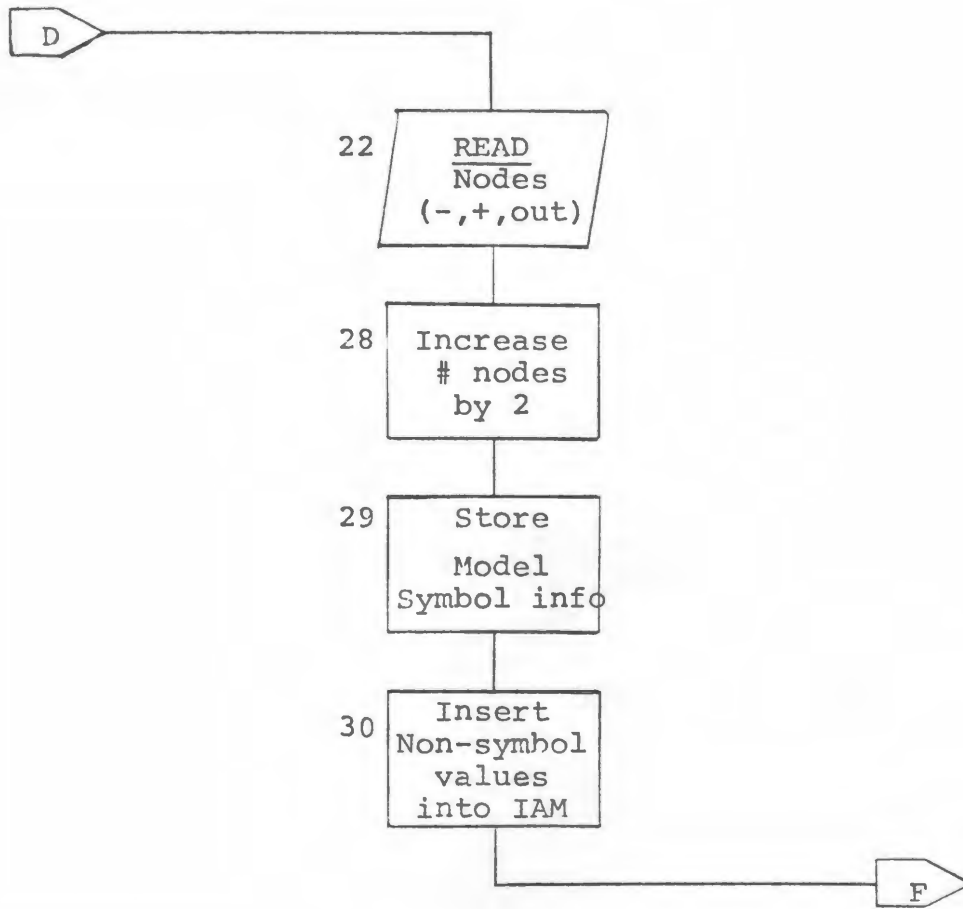 D
22
READ
Nodes
(-,+,out)
28
Increase
# nodes
by 2
29
Store
Model
Symbol info
30
Insert
Non-symbol
values
into IAM
F